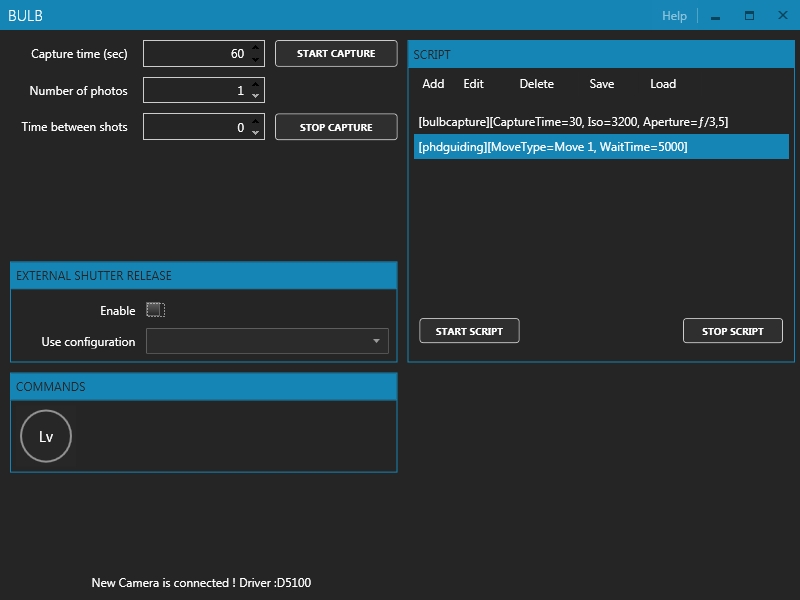 BULB
Help
Capture time (sec) 60 START CAPTURE
Number of photos 1
Time between shots 0 STOP CAPTURE
SCRIPT
Add Edit Delete Save Load
[bulbcapture][CaptureTime=30, Iso=3200, Aperture=ƒ/3,5]
[phdguiding][MoveType=Move 1, WaitTime=5000]
START SCRIPT STOP SCRIPT
EXTERNAL SHUTTER RELEASE
Enable
Use configuration
COMMANDS
Lv
New Camera is connected ! Driver :D5100